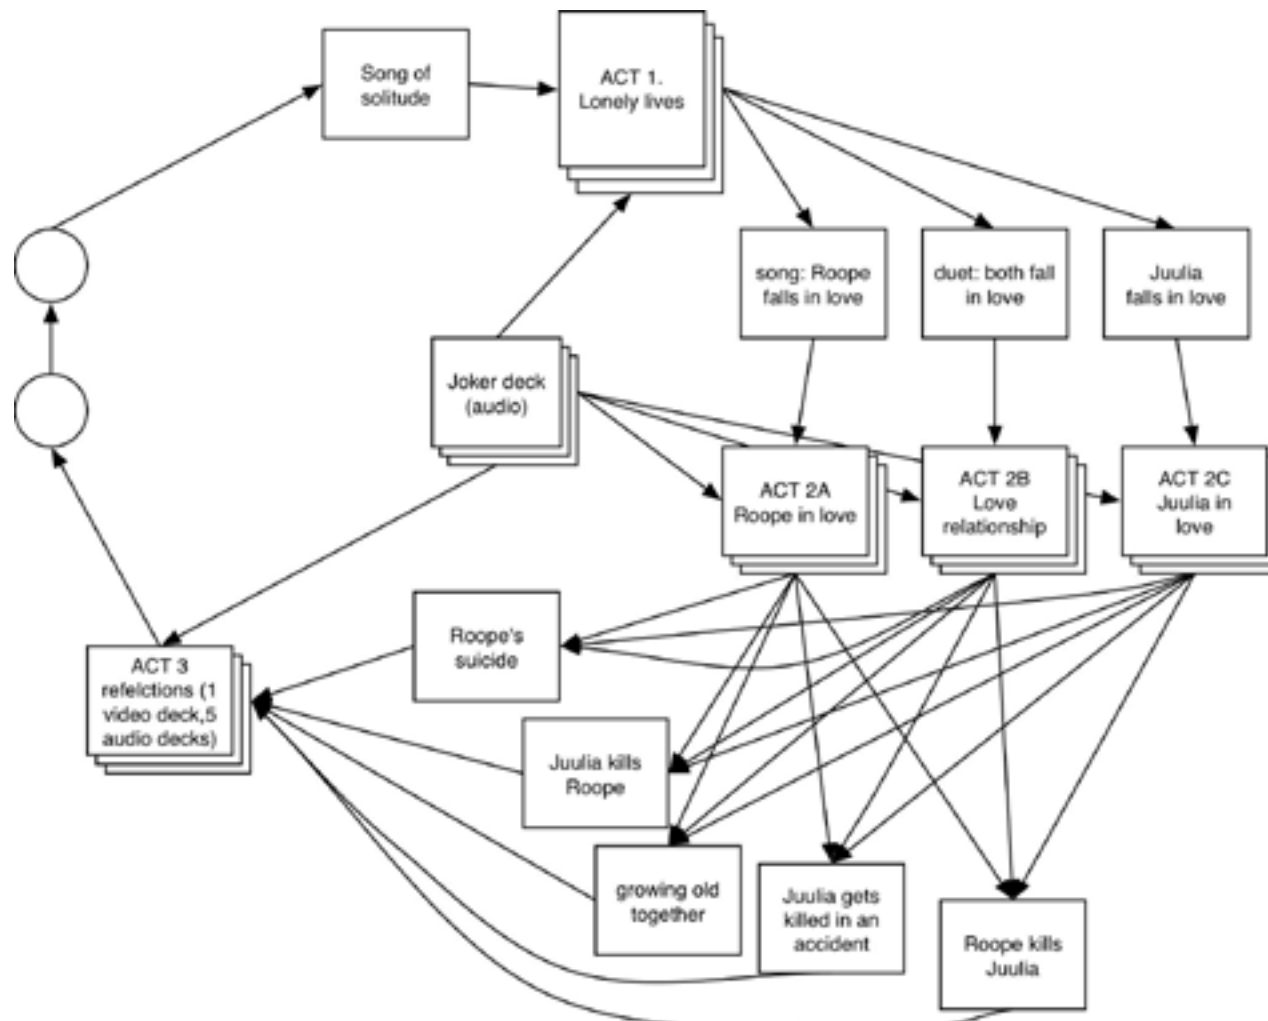 Song of
solitude
ACT 1.
Lonely lives
song: Roope
falls in love
duet: both fall
in love
Juulia
falls in love
Joker deck
(audio)
ACT 2A
Roope in love
ACT 2B
Love
relationship
ACT 2C
Juulia in
love
Roope's
suicide
ACT 3
refelctions (1
video deck,5
audio decks)
Juulia kills
Roope
growing old
together
Juulia gets
killed in an
accident
Roope kills
Juulia